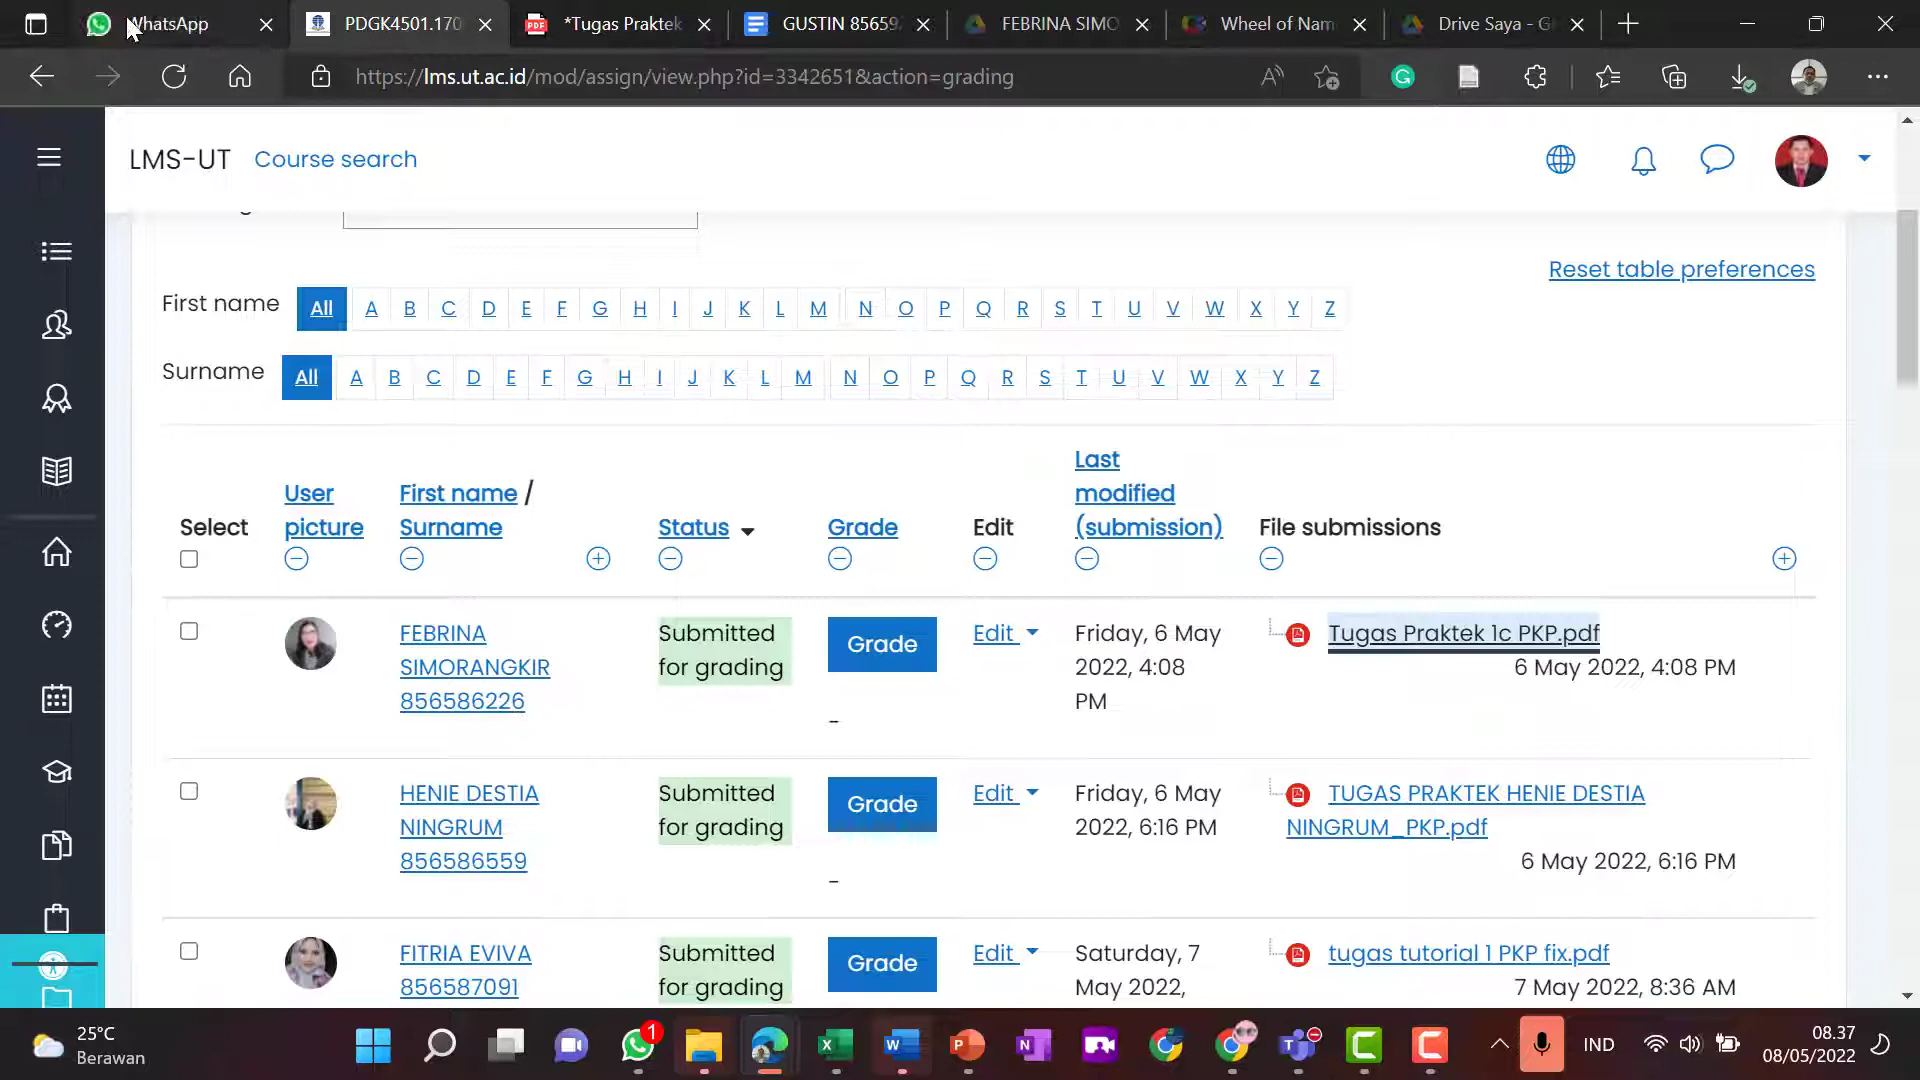 WhatsApp
PDGK4501.170
*Tugas Praktek
GUSTIN 85659
FEBRINA SIMO
Wheel of Nam
Drive Saya - G
https://lms.ut.ac.id/mod/assign/view.php?id=3342651&action=grading
LMS-UT Course search
Reset table preferences
First name All A B C D E F G H I J K L M N O P Q R S T U V W X Y Z
Surname All A B C D E F G H I J K L M N O P Q R S T U V W X Y Z
Select
User
picture
First name /
Surname
Status
Grade
Edit
Last
modified
(submission)
File submissions
FEBRINA
SIMORANGKIR
856586226
Submitted
for grading
Grade
-
Edit
Friday, 6 May
2022, 4:08
PM
Tugas Praktek 1c PKP.pdf
6 May 2022, 4:08 PM
HENIE DESTIA
NINGRUM
856586559
Submitted
for grading
Grade
-
Edit
Friday, 6 May
2022, 6:16 PM
TUGAS PRAKTEK HENIE DESTIA
NINGRUM_PKP.pdf
6 May 2022, 6:16 PM
FITRIA EVIVA
856587091
Submitted
for grading
Grade
Edit
Saturday, 7
May 2022,
tugas tutorial 1 PKP fix.pdf
7 May 2022, 8:36 AM
25°C
Berawan
1
IND
08.37
08/05/2022